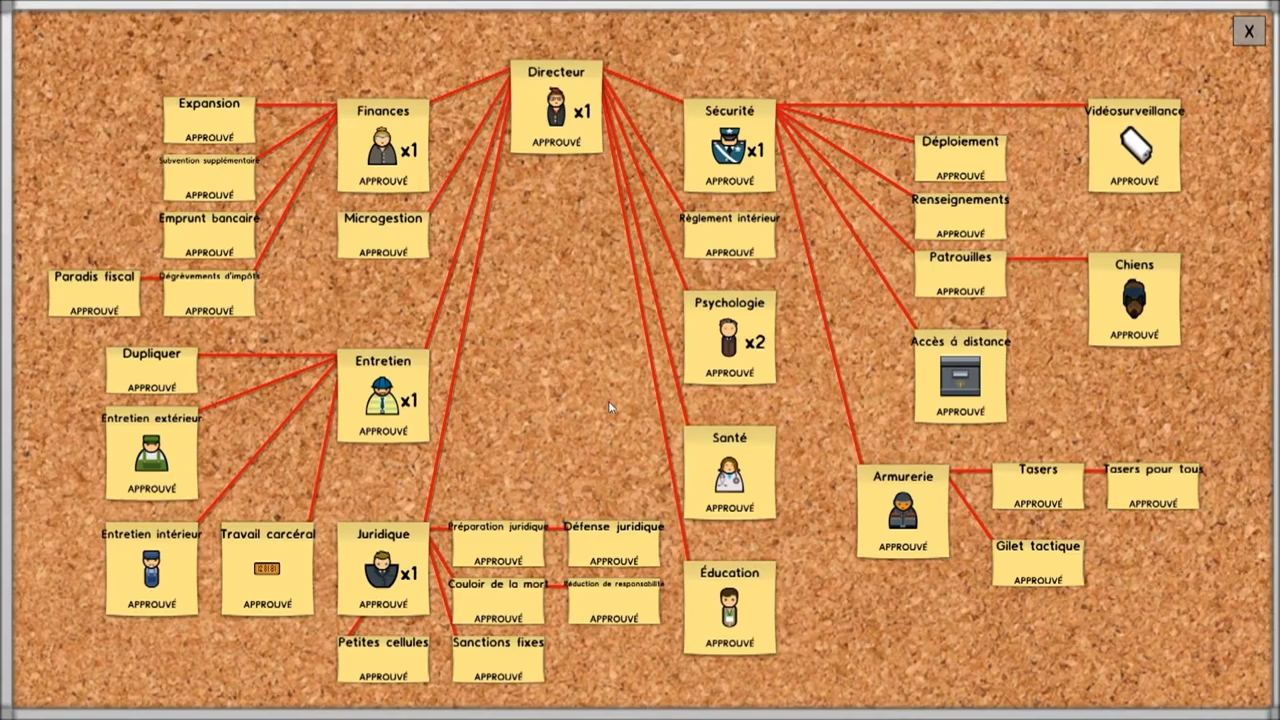 X
Directeur
x1
APPROUVÉ
Expansion
APPROUVÉ
Subvention supplémentaire
APPROUVÉ
Emprunt bancaire
APPROUVÉ
Paradis fiscal
APPROUVÉ
Dégrèvements d'impôts
APPROUVÉ
Finances
x1
APPROUVÉ
Microgestion
APPROUVÉ
Dupliquer
APPROUVÉ
Entretien extérieur
APPROUVÉ
Entretien
x1
APPROUVÉ
Entretien intérieur
APPROUVÉ
Travail carcéral
12818I
APPROUVÉ
Juridique
x1
APPROUVÉ
Préparation juridique
APPROUVÉ
Défense juridique
APPROUVÉ
Couloir de la mort
APPROUVÉ
Réduction de responsabilité
APPROUVÉ
Petites cellules
APPROUVÉ
Sanctions fixes
APPROUVÉ
Sécurité
x1
APPROUVÉ
Règlement intérieur
APPROUVÉ
Psychologie
x2
APPROUVÉ
Santé
APPROUVÉ
Éducation
APPROUVÉ
Déploiement
APPROUVÉ
Renseignements
APPROUVÉ
Patrouilles
APPROUVÉ
Accès á distance
APPROUVÉ
Vidéosurveillance
APPROUVÉ
Chiens
APPROUVÉ
Armurerie
APPROUVÉ
Tasers
APPROUVÉ
Tasers pour tous
APPROUVÉ
Gilet tactique
APPROUVÉ